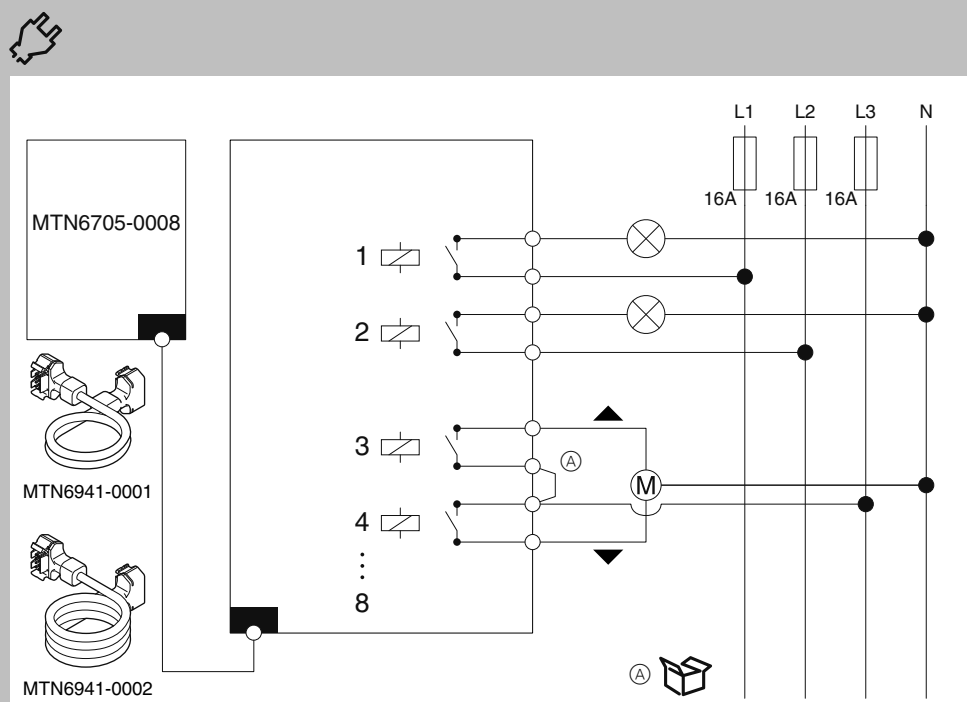 L1 L2 L3 N
16A 16A 16A
MTN6705-0008
1
2
3
A
M
4
8
MTN6941-0001
MTN6941-0002
A